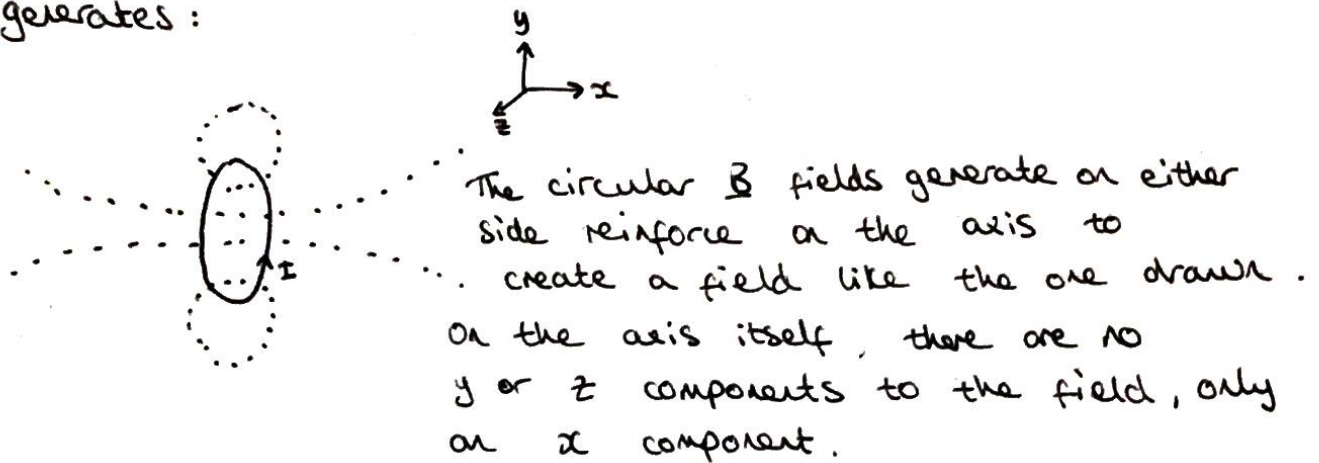 generates :
y
x
z
The circular B fields generate on either
side reinforce on the axis to
create a field like the one drawn .
I
On the axis itself , there are no
y or z components to the field , only
an x component .